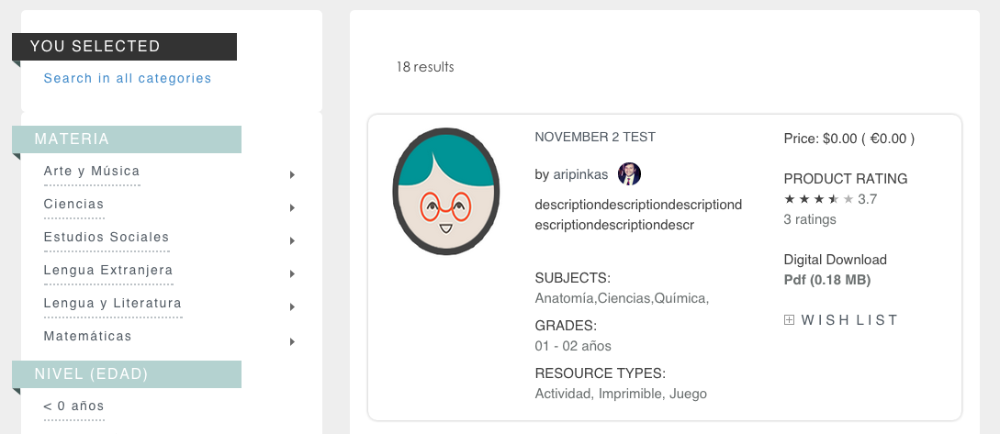 YOU SELECTED
Search in all categories
MATERIA
Arte y Música
Ciencias
Estudios Sociales
Lengua Extranjera
Lengua y Literatura
Matemáticas
NIVEL (EDAD)
< 0 años
18 results
NOVEMBER 2 TEST
by aripinkas
descriptiondescriptiondescriptiond
escriptiondescriptiondescr
SUBJECTS:
Anatomía,Ciencias,Química,
GRADES:
01 - 02 años
RESOURCE TYPES:
Actividad, Imprimible, Juego
Price: $0.00 ( €0.00 )
PRODUCT RATING
3.7
3 ratings
Digital Download
Pdf (0.18 MB)
WISH LIST